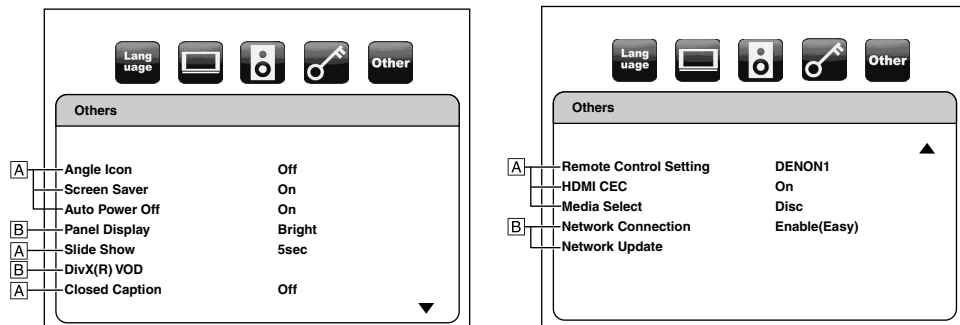 Lang
uage
Other
Others
A Angle Icon Off
Screen Saver On
Auto Power Off On
B Panel Display Bright
A Slide Show 5sec
B DivX(R) VOD
A Closed Caption Off
Lang
uage
Other
Others
A Remote Control Setting DENON1
HDMI CEC On
Media Select Disc
B Network Connection Enable(Easy)
Network Update